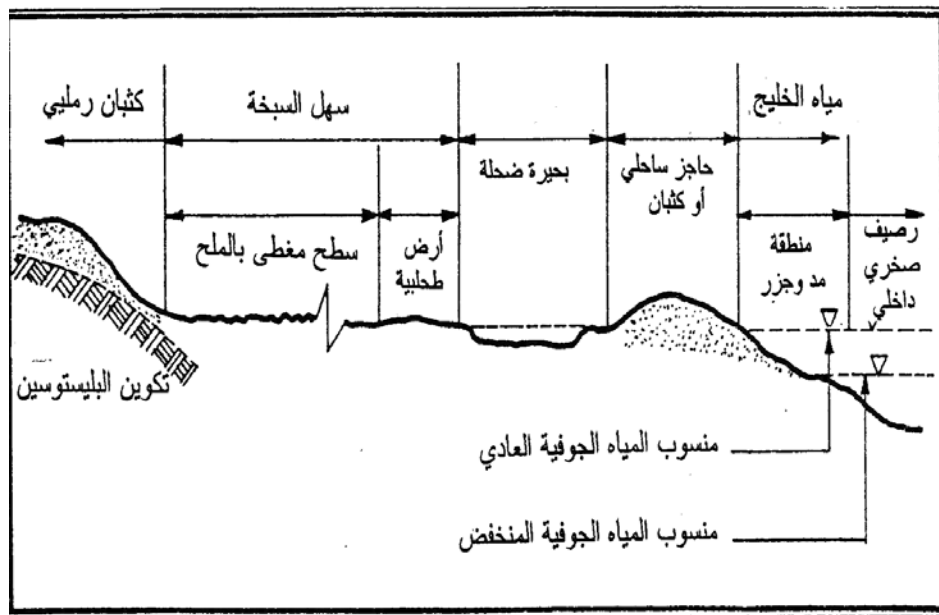 مياه الخليج
سهل السبخة
كثبان رمليي
حاجز ساحلي
أو كثبان
بحيرة ضحلة
رصيف
صخري
داخلي
منطقة
مد وجزر
أرض
طحلبية
سطح مغطى بالملح
تكوين البليستوسين
منسوب المياه الجوفية العادي
منسوب المياه الجوفية المنخفض